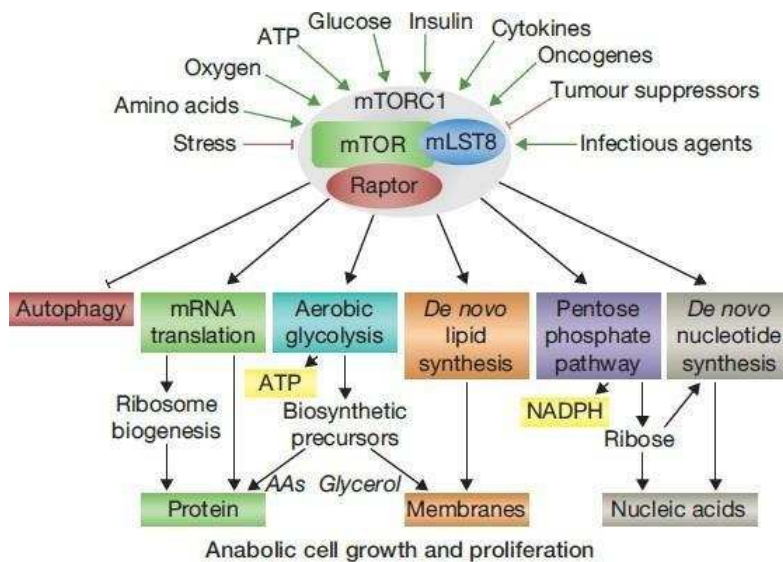 Glucose
Insulin
ATP
Cytokines
Oxygen
Oncogenes
Amino acids
mTORC1
Tumour suppressors
Stress
mTOR
mLST8
Infectious agents
Raptor
Autophagy
mRNA
translation
Aerobic
glycolysis
De novo
lipid
synthesis
Pentose
phosphate
pathway
De novo
nucleotide
synthesis
ATP
NADPH
Ribosome
biogenesis
Biosynthetic
precursors
Ribose
AAs Glycerol
Protein
Membranes
Nucleic acids
Anabolic cell growth and proliferation